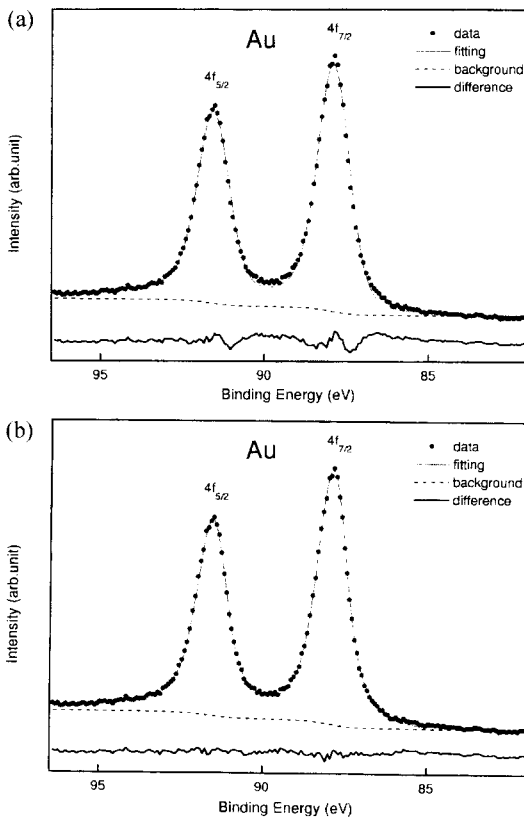 (a)
Au
4f7/2
4f5/2
data
fitting
background
difference
Intensity (arb.unit)
95 90 85
Binding Energy (eV)
(b)
Au
4f7/2
4f5/2
data
fitting
background
difference
Intensity (arb.unit)
95 90 85
Binding Energy (eV)